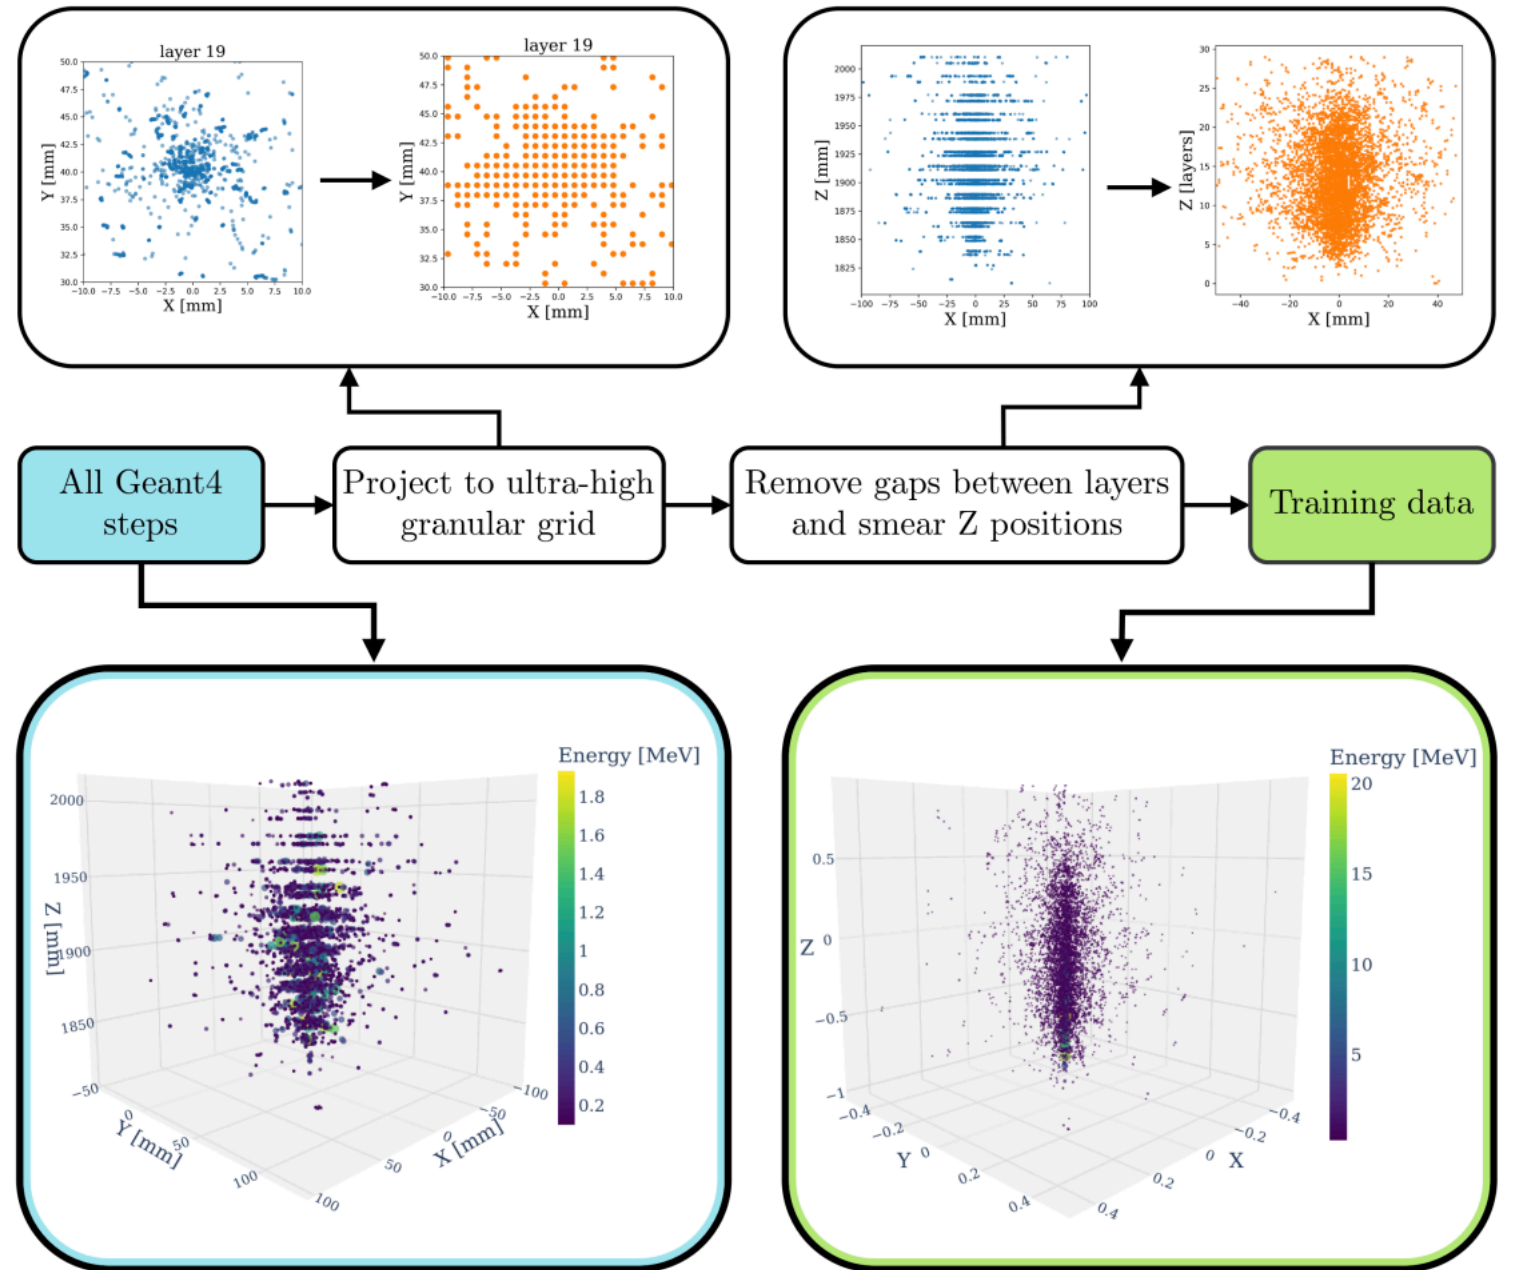 layer 19
50.0
47.5
45.0
42.5
40.0
37.5
35.0
32.5
30.0
Y [mm]
−10.0 −7.5 −5.0 −2.5 0.0 2.5 5.0 7.5 10.0
X [mm]
layer 19
50.0
47.5
45.0
42.5
40.0
37.5
35.0
32.5
30.0
Y [mm]
−10.0 −7.5 −5.0 −2.5 0.0 2.5 5.0 7.5 10.0
X [mm]
2000
1975
1950
1925
1900
1875
1850
1825
Z [mm]
−100 −75 −50 −25 0 25 50 75 100
X [mm]
30
25
20
15
10
5
0
Z [layers]
−40 −20 0 20 40
X [mm]
All Geant4
steps
Project to ultra-high
granular grid
Remove gaps between layers
and smear Z positions
Training data
Energy [MeV]
1.8
1.6
1.4
1.2
1
0.8
0.6
0.4
0.2
2000
1950
1900
1850
Z [mm]
−50
0
50
100
Y [mm]
−100
−50
0
50
100
X [mm]
Energy [MeV]
20
15
10
5
0.5
0
−0.5
−1
Z
−0.4
−0.2
0
0.2
0.4
Y
−0.4
−0.2
0
0.2
0.4
X